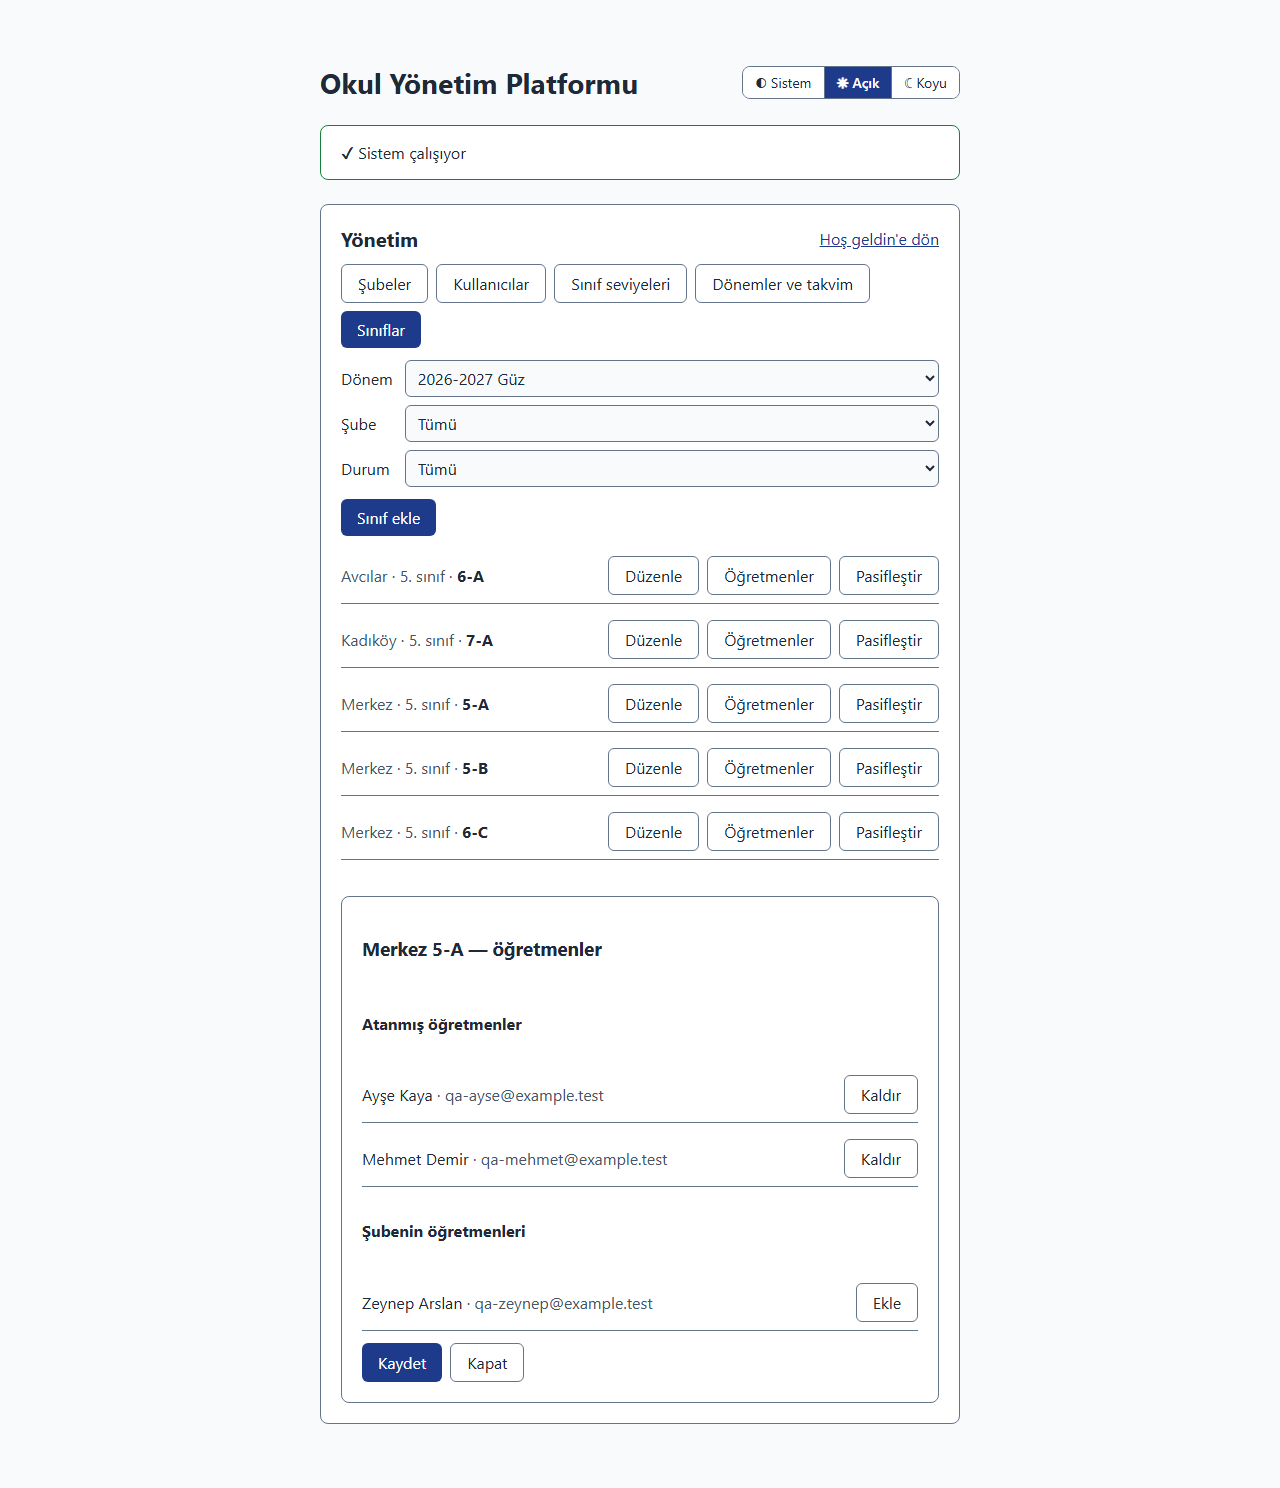 Okul Yönetim Platformu
◐ Sistem ❋ Açık ☾ Koyu
✓ Sistem çalışıyor
Yönetim Hoş geldin'e dön
Şubeler Kullanıcılar Sınıf seviyeleri Dönemler ve takvim
Sınıflar
Dönem 2026-2027 Güz
Şube Tümü
Durum Tümü
Sınıf ekle
Avcılar · 5. sınıf · 6-A Düzenle Öğretmenler Pasifleştir
Kadıköy · 5. sınıf · 7-A Düzenle Öğretmenler Pasifleştir
Merkez · 5. sınıf · 5-A Düzenle Öğretmenler Pasifleştir
Merkez · 5. sınıf · 5-B Düzenle Öğretmenler Pasifleştir
Merkez · 5. sınıf · 6-C Düzenle Öğretmenler Pasifleştir
Merkez 5-A — öğretmenler
Atanmış öğretmenler
Ayşe Kaya · qa-ayse@example.test Kaldır
Mehmet Demir · qa-mehmet@example.test Kaldır
Şubenin öğretmenleri
Zeynep Arslan · qa-zeynep@example.test Ekle
Kaydet Kapat